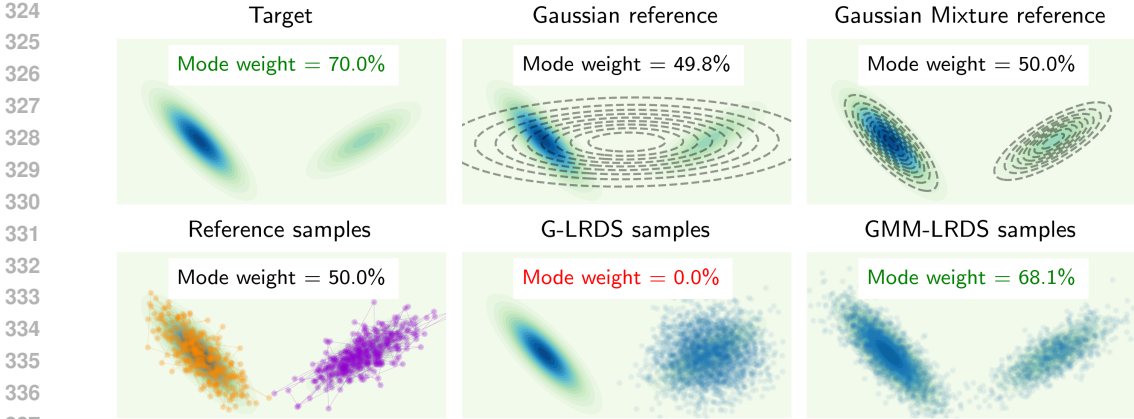 324
Target
Gaussian reference
Gaussian Mixture reference
325
326
Mode weight = 70.0%
Mode weight = 49.8%
Mode weight = 50.0%
327
328
329
330
331
Reference samples
G-LRDS samples
GMM-LRDS samples
332
333
Mode weight = 50.0%
Mode weight = 0.0%
Mode weight = 68.1%
334
335
336